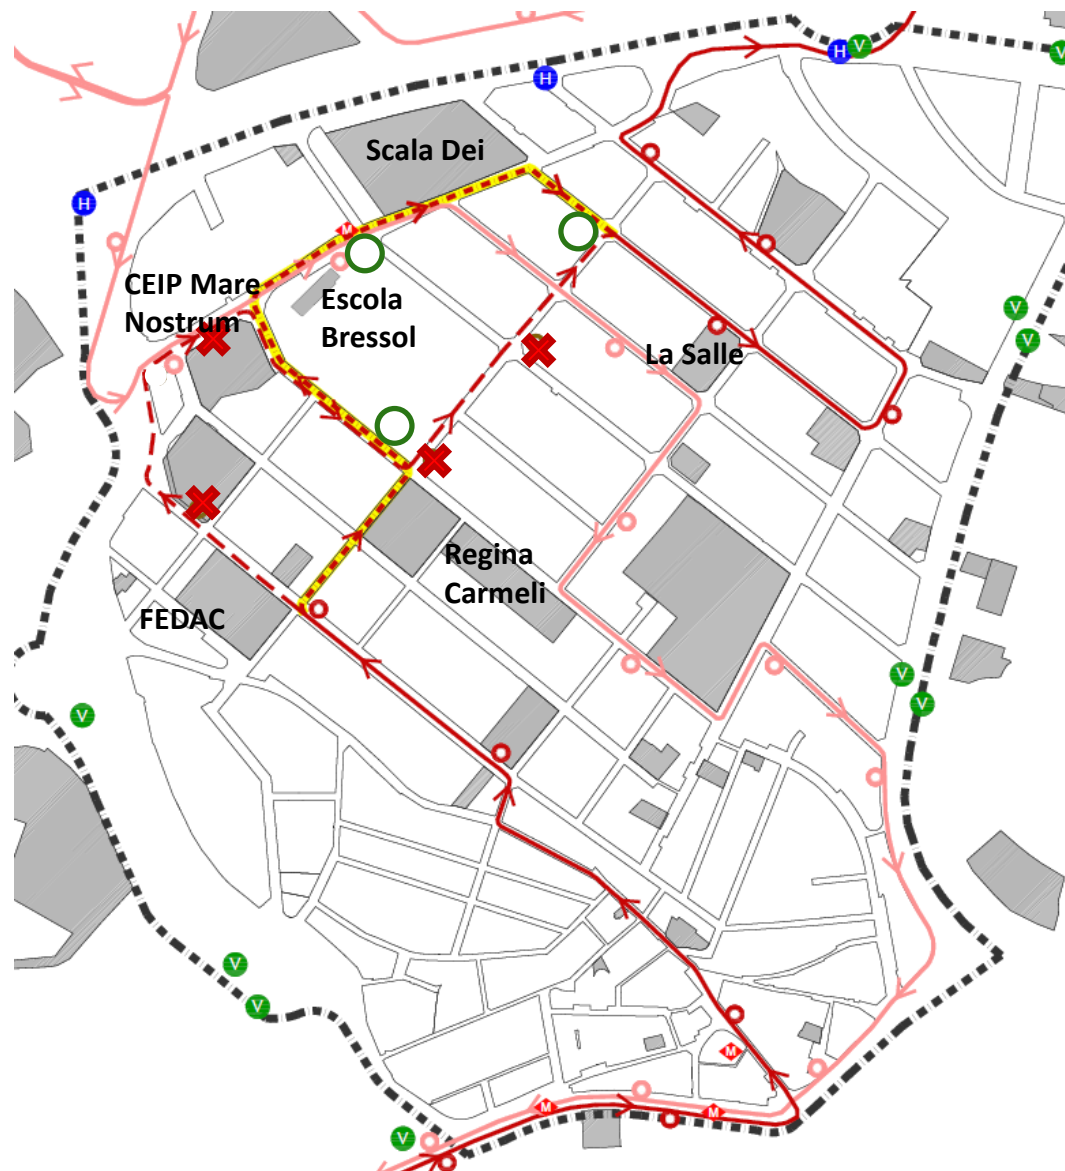 H
V
V
Scala Dei
H
H
M
CEIP Mare
Nostrum
Escola
Bressol
V
V
La Salle
Regina
Carmeli
FEDAC
V
V
V
V
V
M
M
M
V